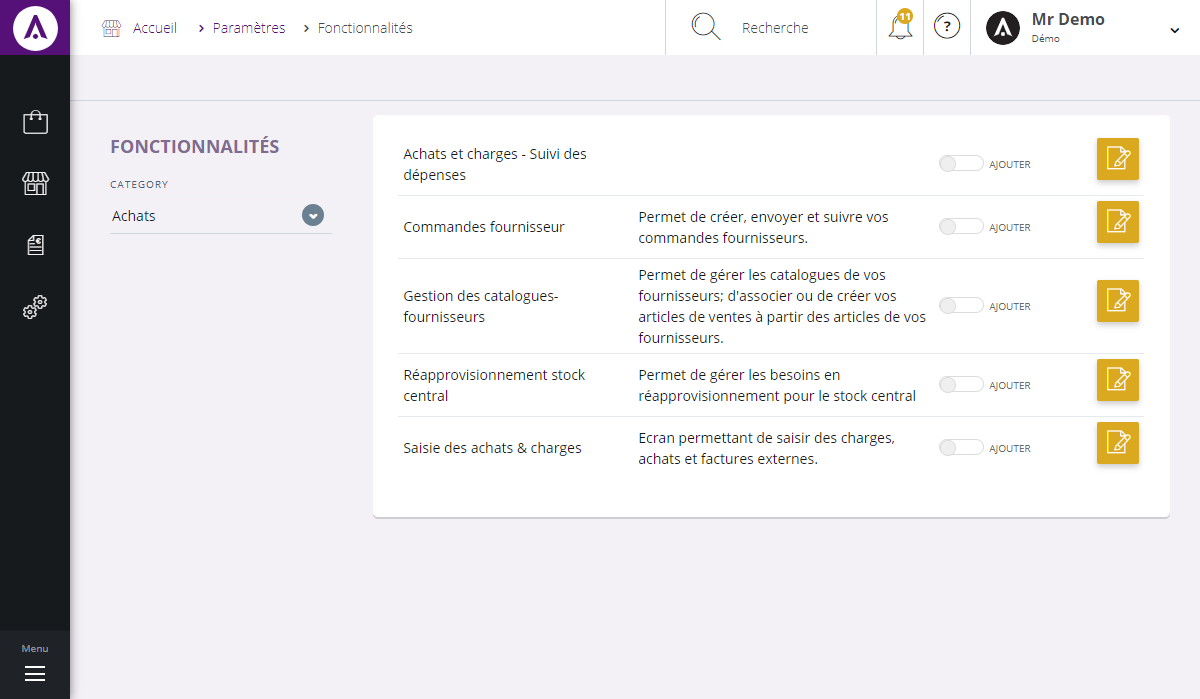 Accueil
Paramètres
Fonctionnalités
Recherche
11
?
Mr Demo
Démo
FONCTIONNALITÉS
CATEGORY
Achats
Achats et charges - Suivi des
dépenses
AJOUTER
Commandes fournisseur
Permet de créer, envoyer et suivre vos
commandes fournisseurs.
AJOUTER
Gestion des catalogues-
fournisseurs
Permet de gérer les catalogues de vos
fournisseurs; d'associer ou de créer vos
articles de ventes à partir des articles de vos
fournisseurs.
AJOUTER
Réapprovisionnement stock
central
Permet de gérer les besoins en
réapprovisionnement pour le stock central
AJOUTER
Saisie des achats & charges
Ecran permettant de saisir des charges,
achats et factures externes.
AJOUTER
Menu